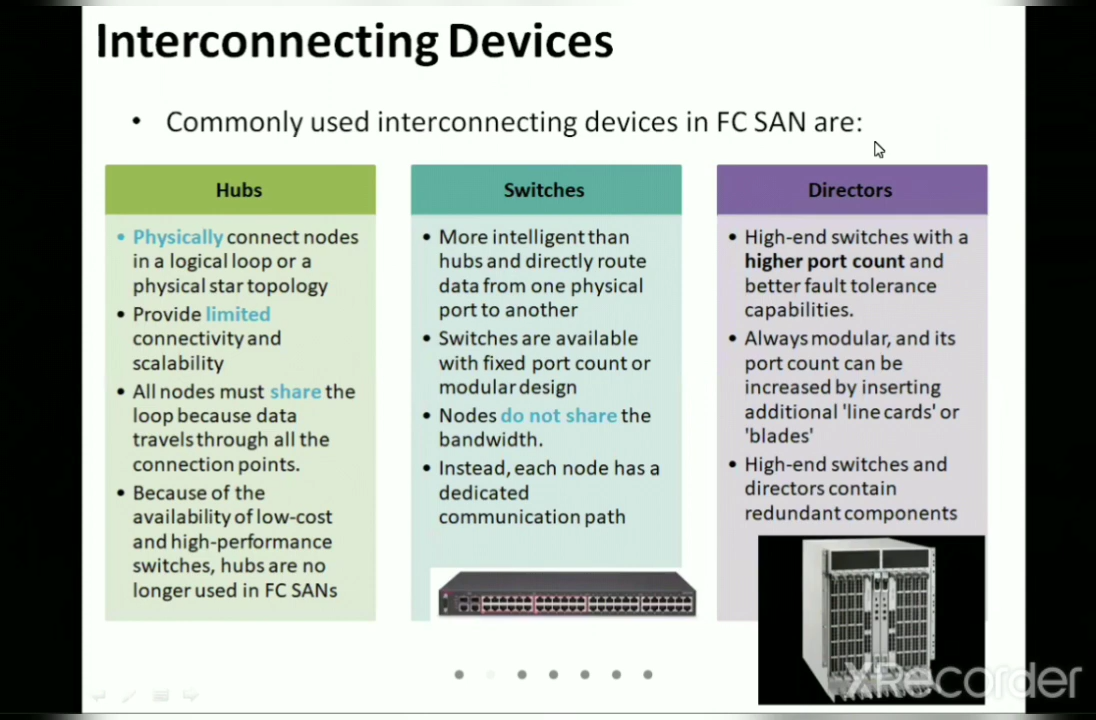 Interconnecting Devices
• Commonly used interconnecting devices in FC SAN are:
Hubs
• Physically connect nodes
in a logical loop or a
physical star topology
• Provide limited
connectivity and
scalability
• All nodes must share the
loop because data
travels through all the
connection points.
• Because of the
availability of low-cost
and high-performance
switches, hubs are no
longer used in FC SANs
Switches
• More intelligent than
hubs and directly route
data from one physical
port to another
• Switches are available
with fixed port count or
modular design
• Nodes do not share the
bandwidth.
• Instead, each node has a
dedicated
communication path
Directors
• High-end switches with a
higher port count and
better fault tolerance
capabilities.
• Always modular, and its
port count can be
increased by inserting
additional 'line cards' or
'blades'
• High-end switches and
directors contain
redundant components
XRecorder